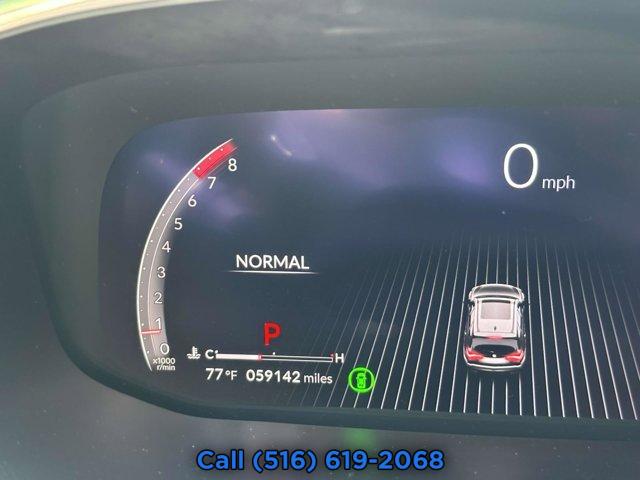 8
7
6
5
4
3
2
1
0
x1000
r/min
0 mph
NORMAL
P
C H
77°F 059142 miles
Call (516) 619-2068